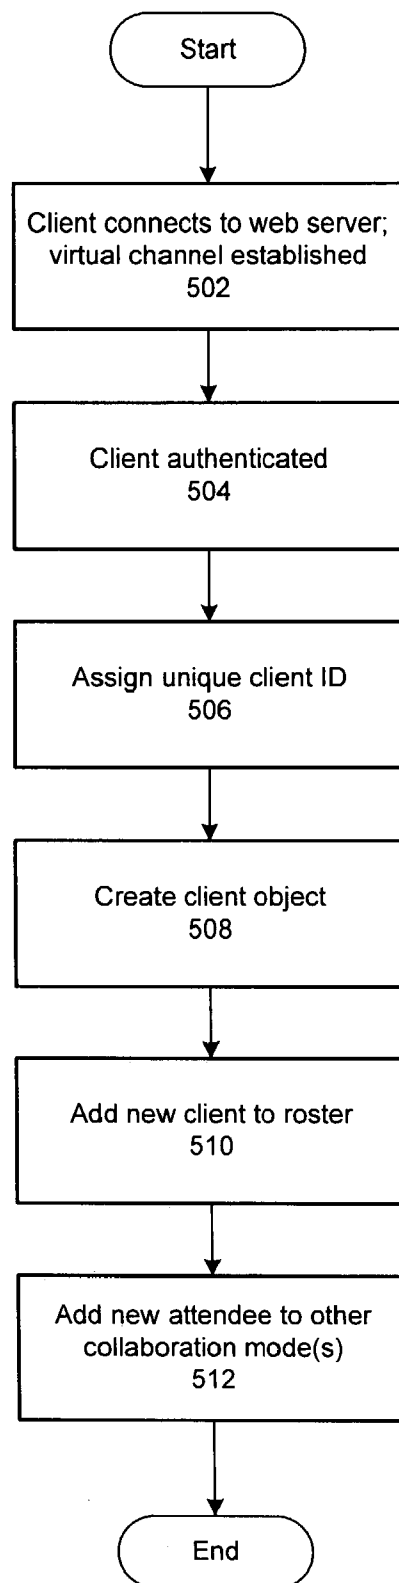 Start
Client connects to web server;
virtual channel established
502
Client authenticated
504
Assign unique client ID
506
Create client object
508
Add new client to roster
510
Add new attendee to other
collaboration mode(s)
512
End